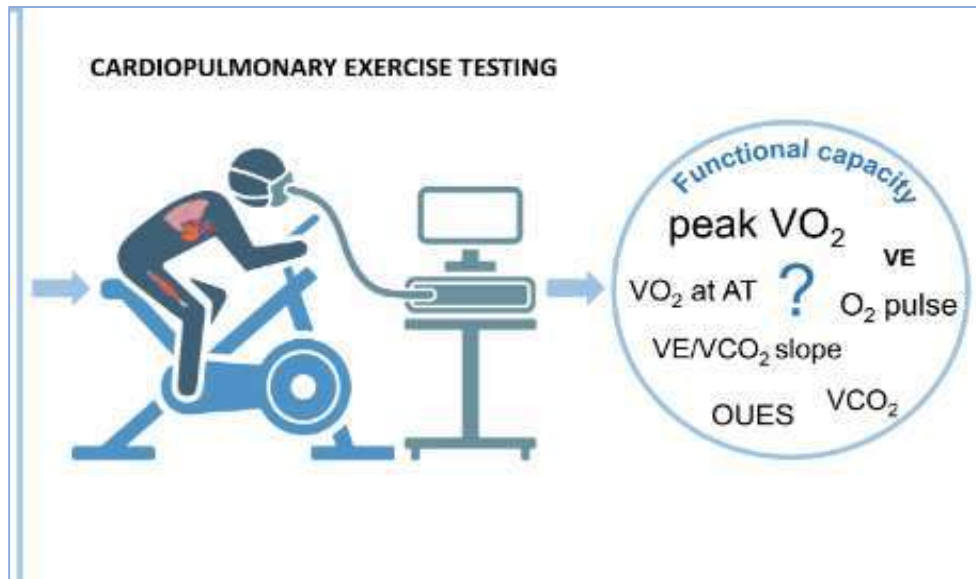 CARDIOPULMONARY EXERCISE TESTING
Functional capacity
peak VO₂
VE
VO₂ at AT
?
O₂ pulse
VE/VCO₂ slope
OUES
VCO₂